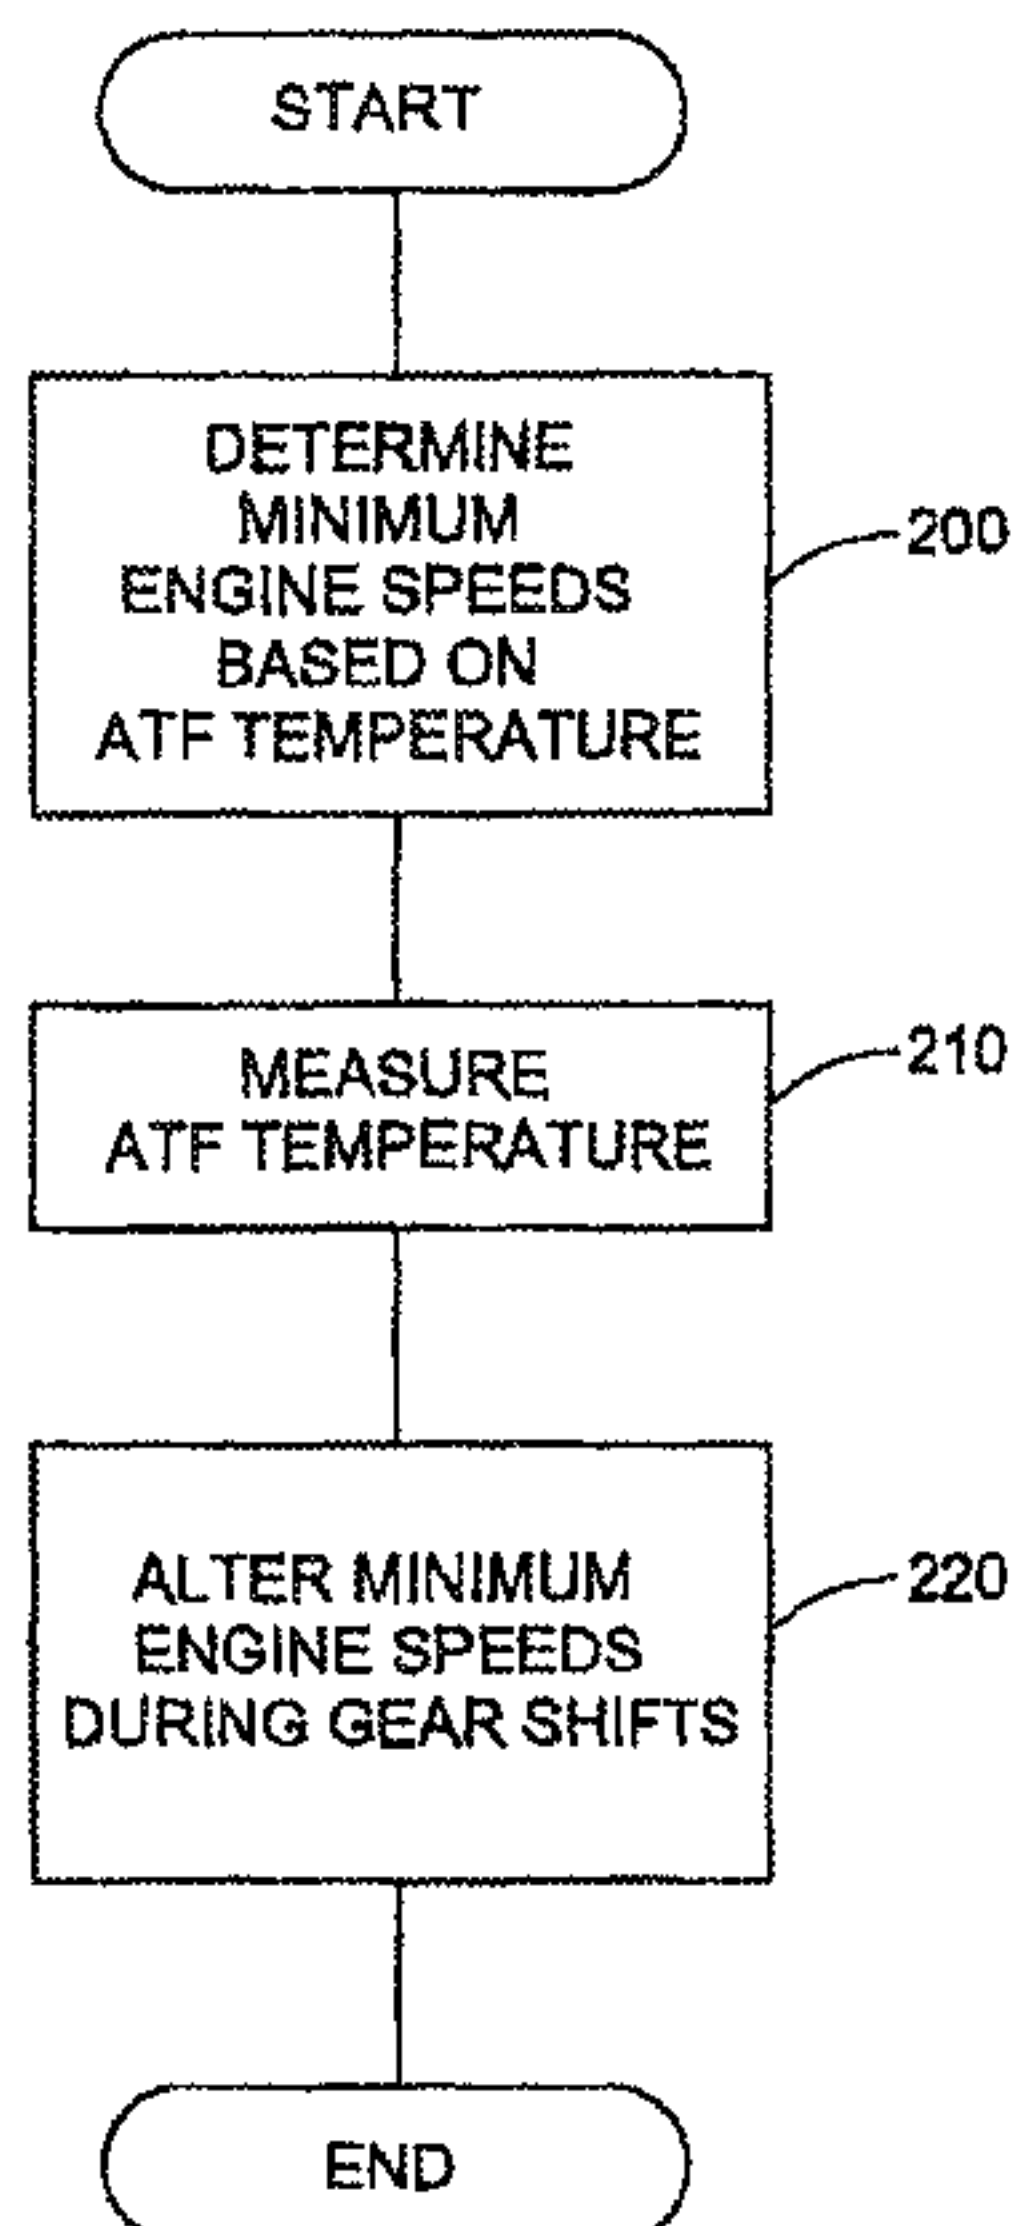 START
DETERMINE
MINIMUM
ENGINE SPEEDS
BASED ON
ATF TEMPERATURE
200
MEASURE
ATF TEMPERATURE
210
ALTER MINIMUM
ENGINE SPEEDS
DURING GEAR SHIFTS
220
END